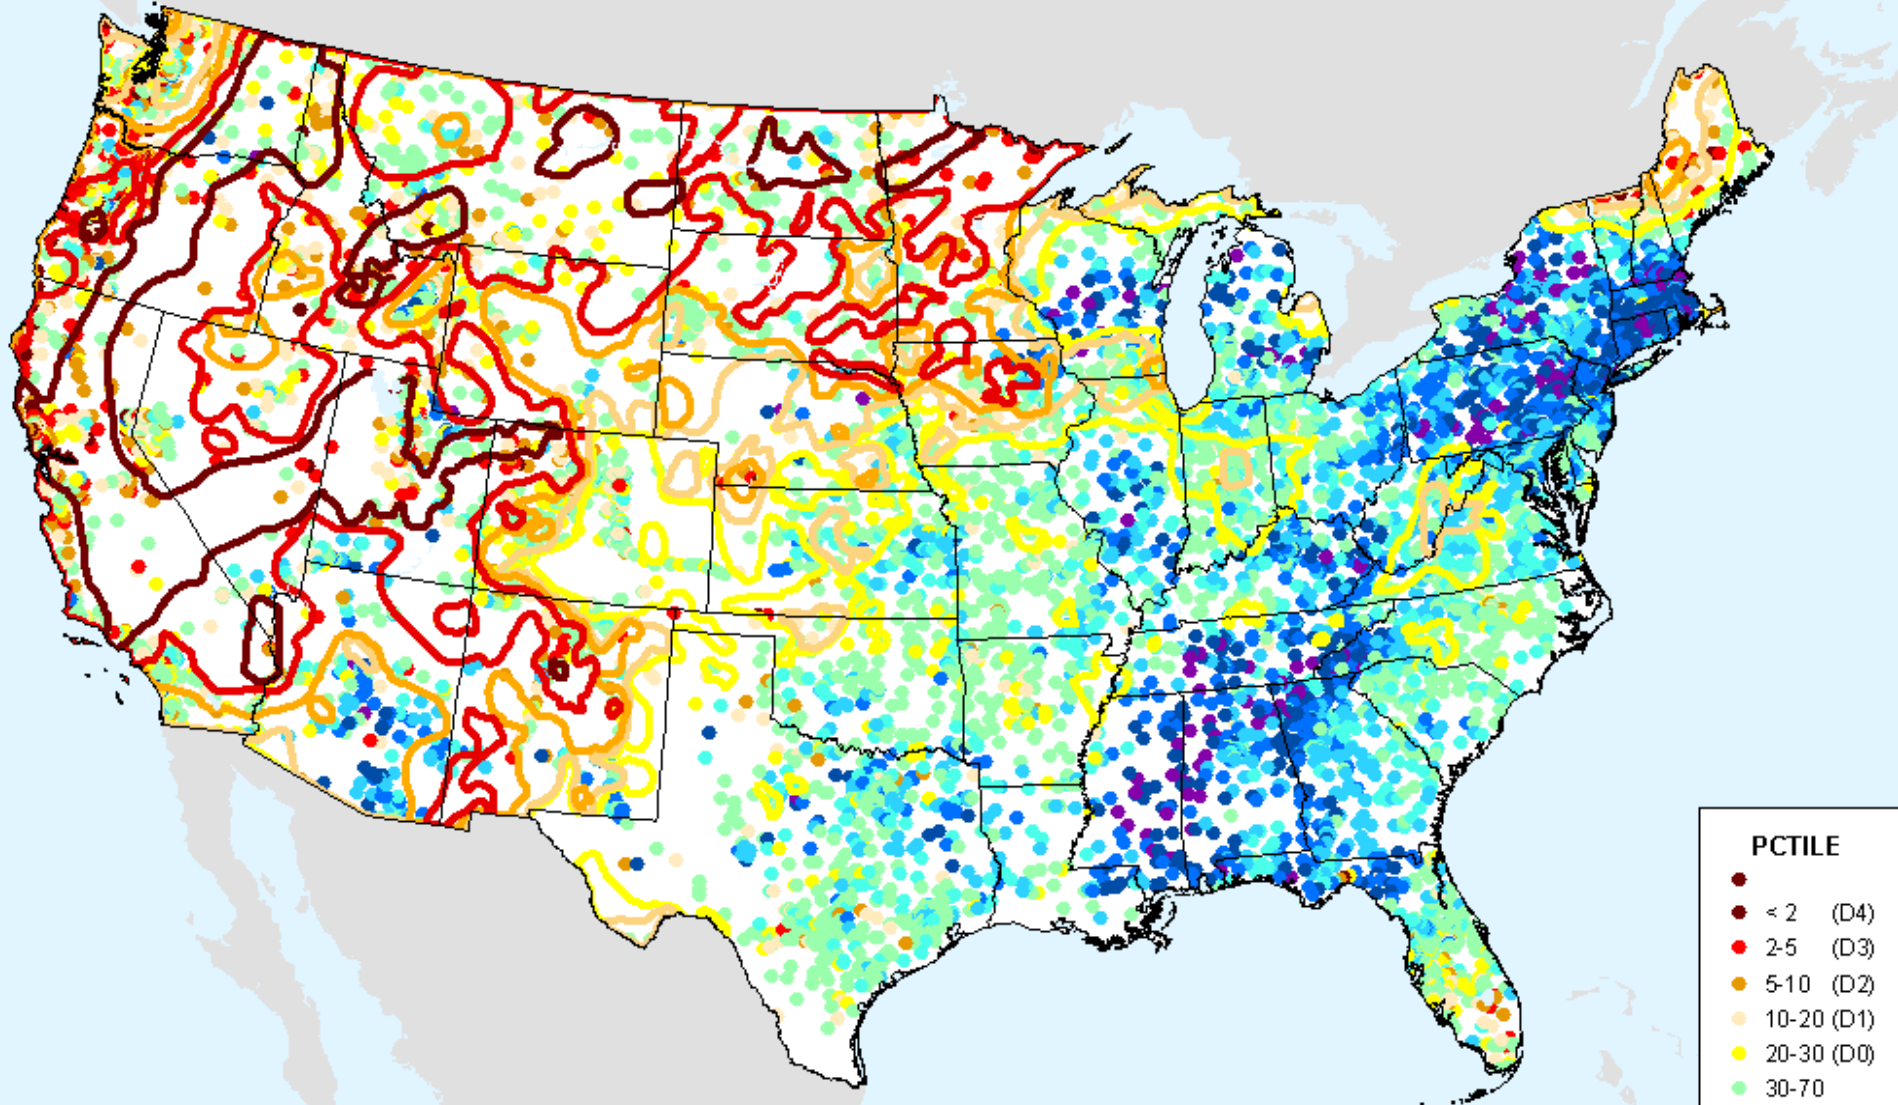 PCTILE
< 2 (D4)
2-5 (D3)
5-10 (D2)
10-20 (D1)
20-30 (D0)
30-70